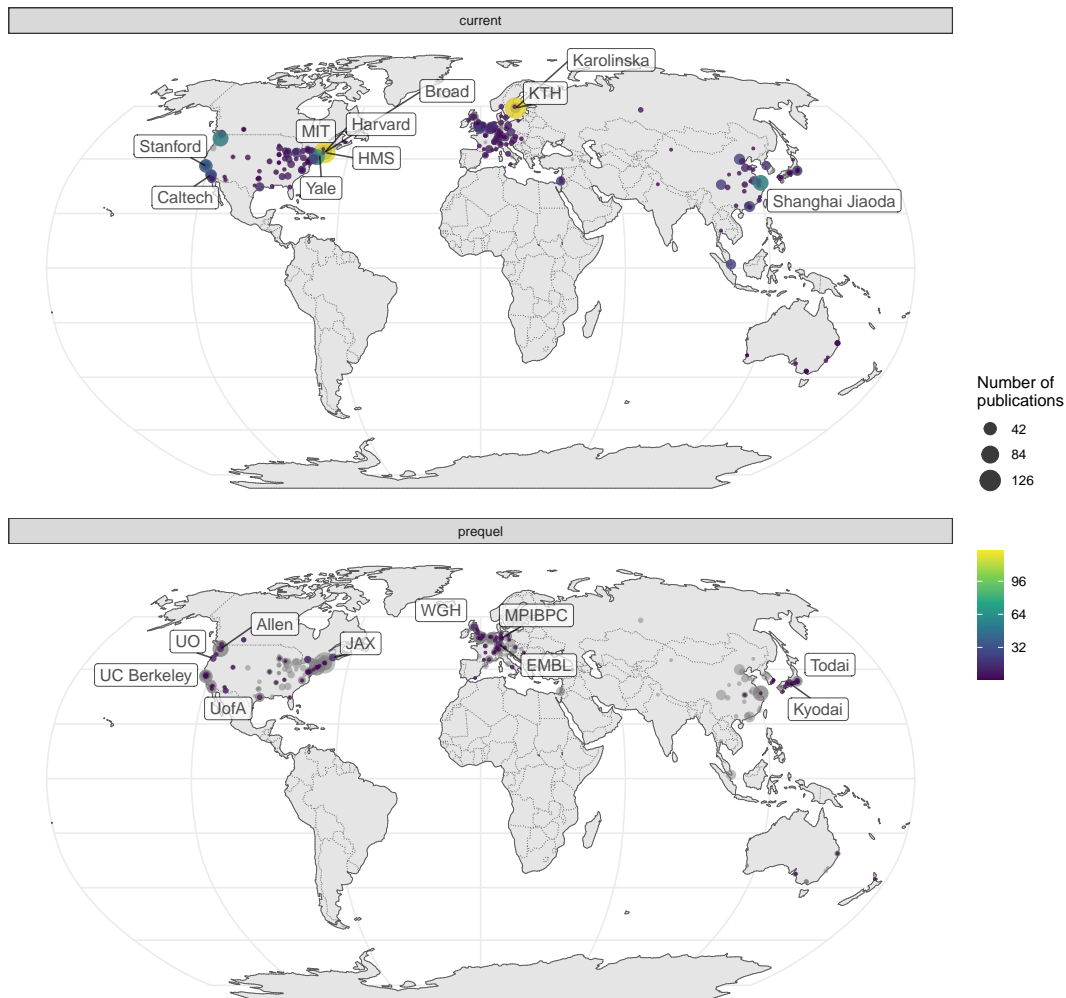 current
Karolinska
Broad
KTH
MIT
Harvard
Stanford
HMS
Caltech
Yale
Shanghai Jiaoda
Number of
publications
42
84
126
prequel
96
64
32
WGH
MPIBPC
Allen
UO
JAX
EMBL
Todai
UC Berkeley
UofA
Kyodai